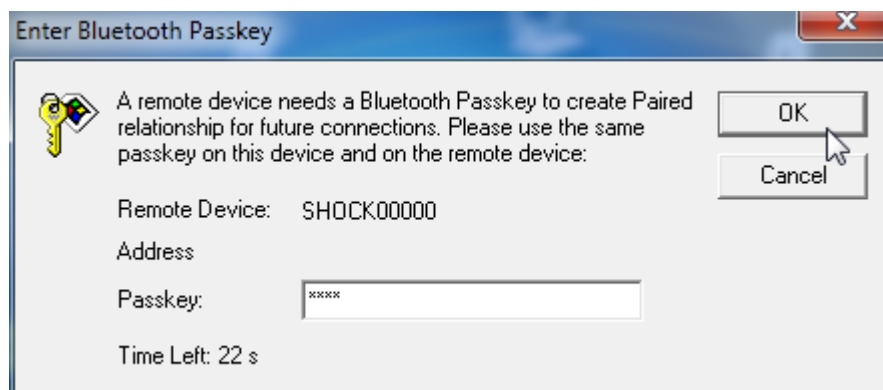 Enter Bluetooth Passkey
A remote device needs a Bluetooth Passkey to create Paired
relationship for future connections. Please use the same
passkey on this device and on the remote device:
OK
Cancel
Remote Device: SHOCK00000
Address
Passkey: ****
Time Left: 22 s